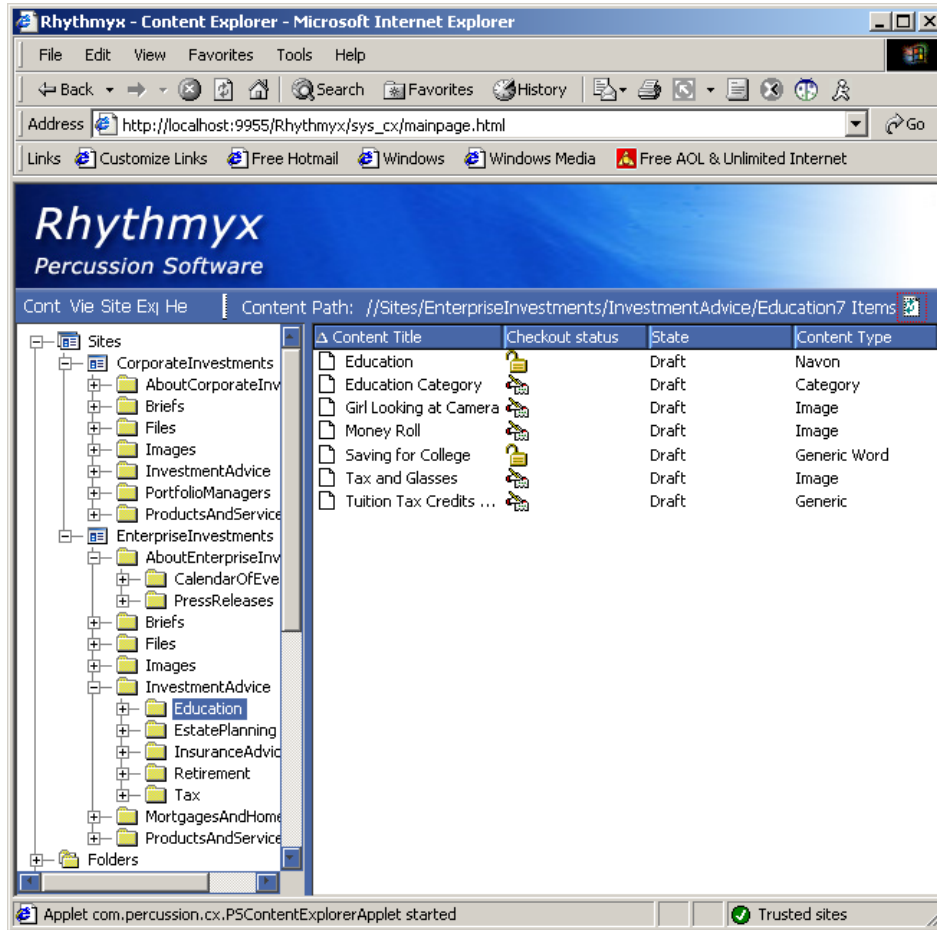 Rhythmyx - Content Explorer - Microsoft Internet Explorer
File Edit View Favorites Tools Help
Back Search Favorites History
Address http://localhost:9955/Rhythmyx/sys_cx/mainpage.html Go
Links Customize Links Free Hotmail Windows Windows Media Free AOL & Unlimited Internet
Rhythmyx
Percussion Software
Cont Vie Site Ex He Content Path: //Sites/EnterpriseInvestments/InvestmentAdvice/Education7 Items
Sites
CorporateInvestments
AboutCorporateInv
Briefs
Files
Images
InvestmentAdvice
PortfolioManagers
ProductsAndService
EnterpriseInvestments
AboutEnterpriseInv
CalendarOfEve
PressReleases
Briefs
Files
Images
InvestmentAdvice
Education
EstatePlanning
InsuranceAdvic
Retirement
Tax
MortgagesAndHome
ProductsAndService
Folders
Content Title Checkout status State Content Type
Education Draft Navon
Education Category Draft Category
Girl Looking at Camera Draft Image
Money Roll Draft Image
Saving for College Draft Generic Word
Tax and Glasses Draft Image
Tuition Tax Credits ... Draft Generic
Applet com.percussion.cx.PSContentExplorerApplet started Trusted sites